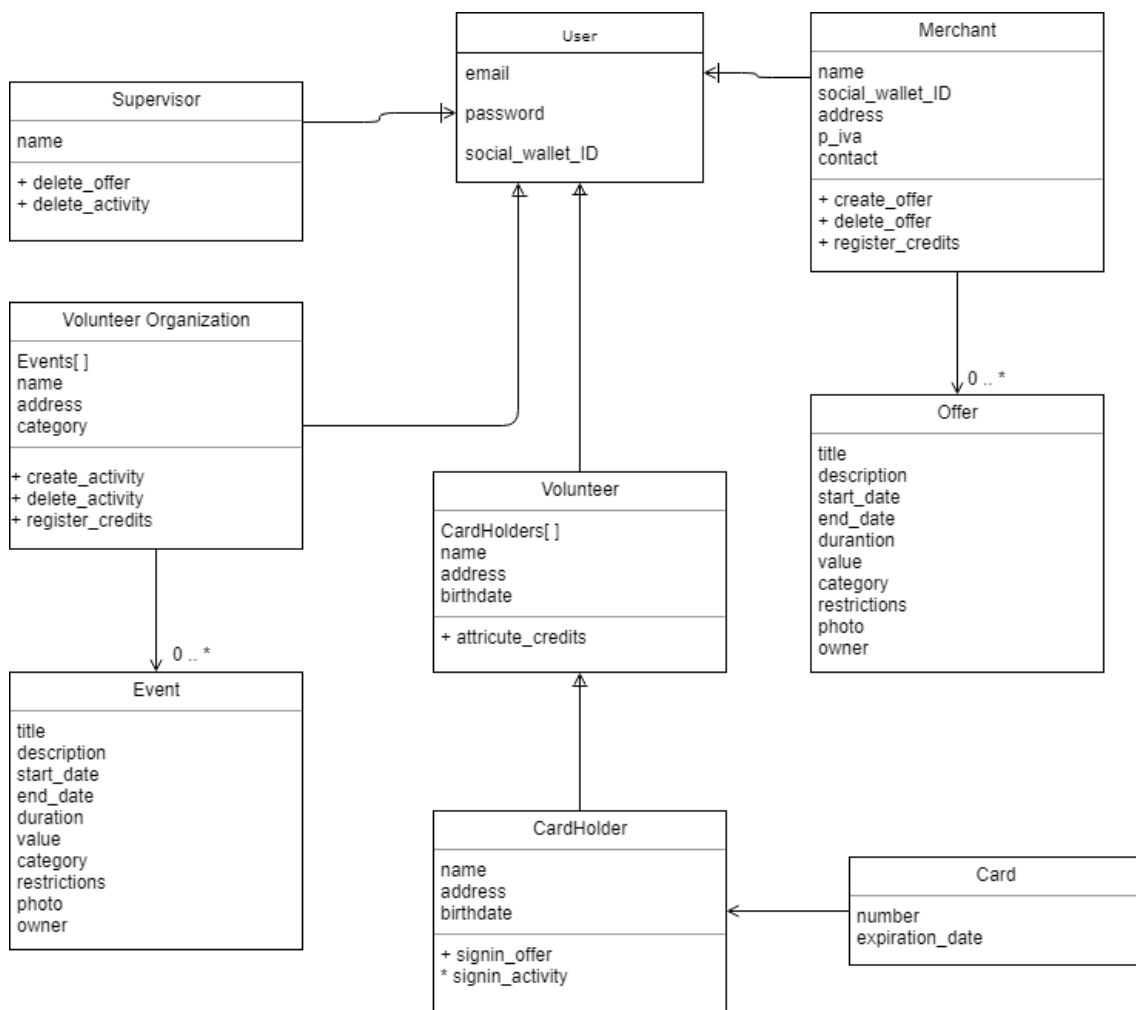 User
email
password
social_wallet_ID
Merchant
name
social_wallet_ID
address
p_iva
contact
+ create_offer
+ delete_offer
+ register_credits
Supervisor
name
+ delete_offer
+ delete_activity
Volunteer Organization
Events[ ]
name
address
category
+ create_activity
+ delete_activity
+ register_credits
0 .. *
Offer
title
description
start_date
end_date
durantion
value
category
restrictions
photo
owner
Volunteer
CardHolders[ ]
name
address
birthdate
+ attricute_credits
0 .. *
Event
title
description
start_date
end_date
duration
value
category
restrictions
photo
owner
CardHolder
name
address
birthdate
+ signin_offer
* signin_activity
Card
number
expiration_date